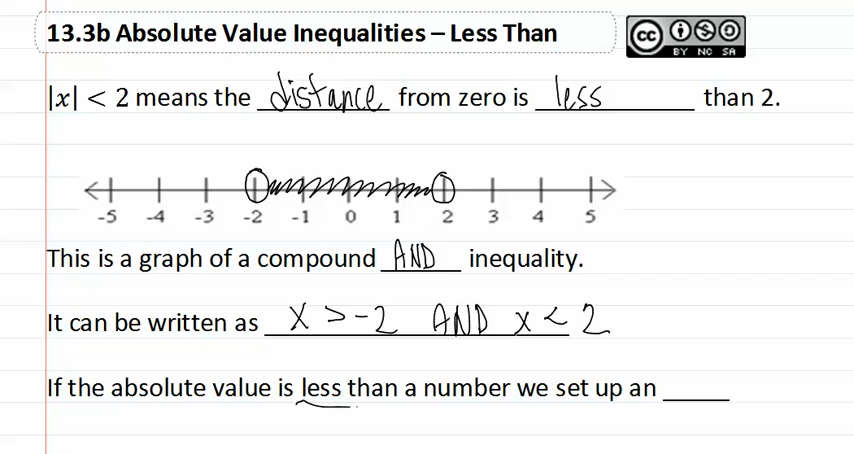 13.3b Absolute Value Inequalities – Less Than
cc BY NC SA
|x| < 2 means the distance from zero is less than 2.
-5 -4 -3 -2 -1 0 1 2 3 4 5
This is a graph of a compound AND inequality.
It can be written as x > -2 AND x < 2
If the absolute value is less than a number we set up an ______